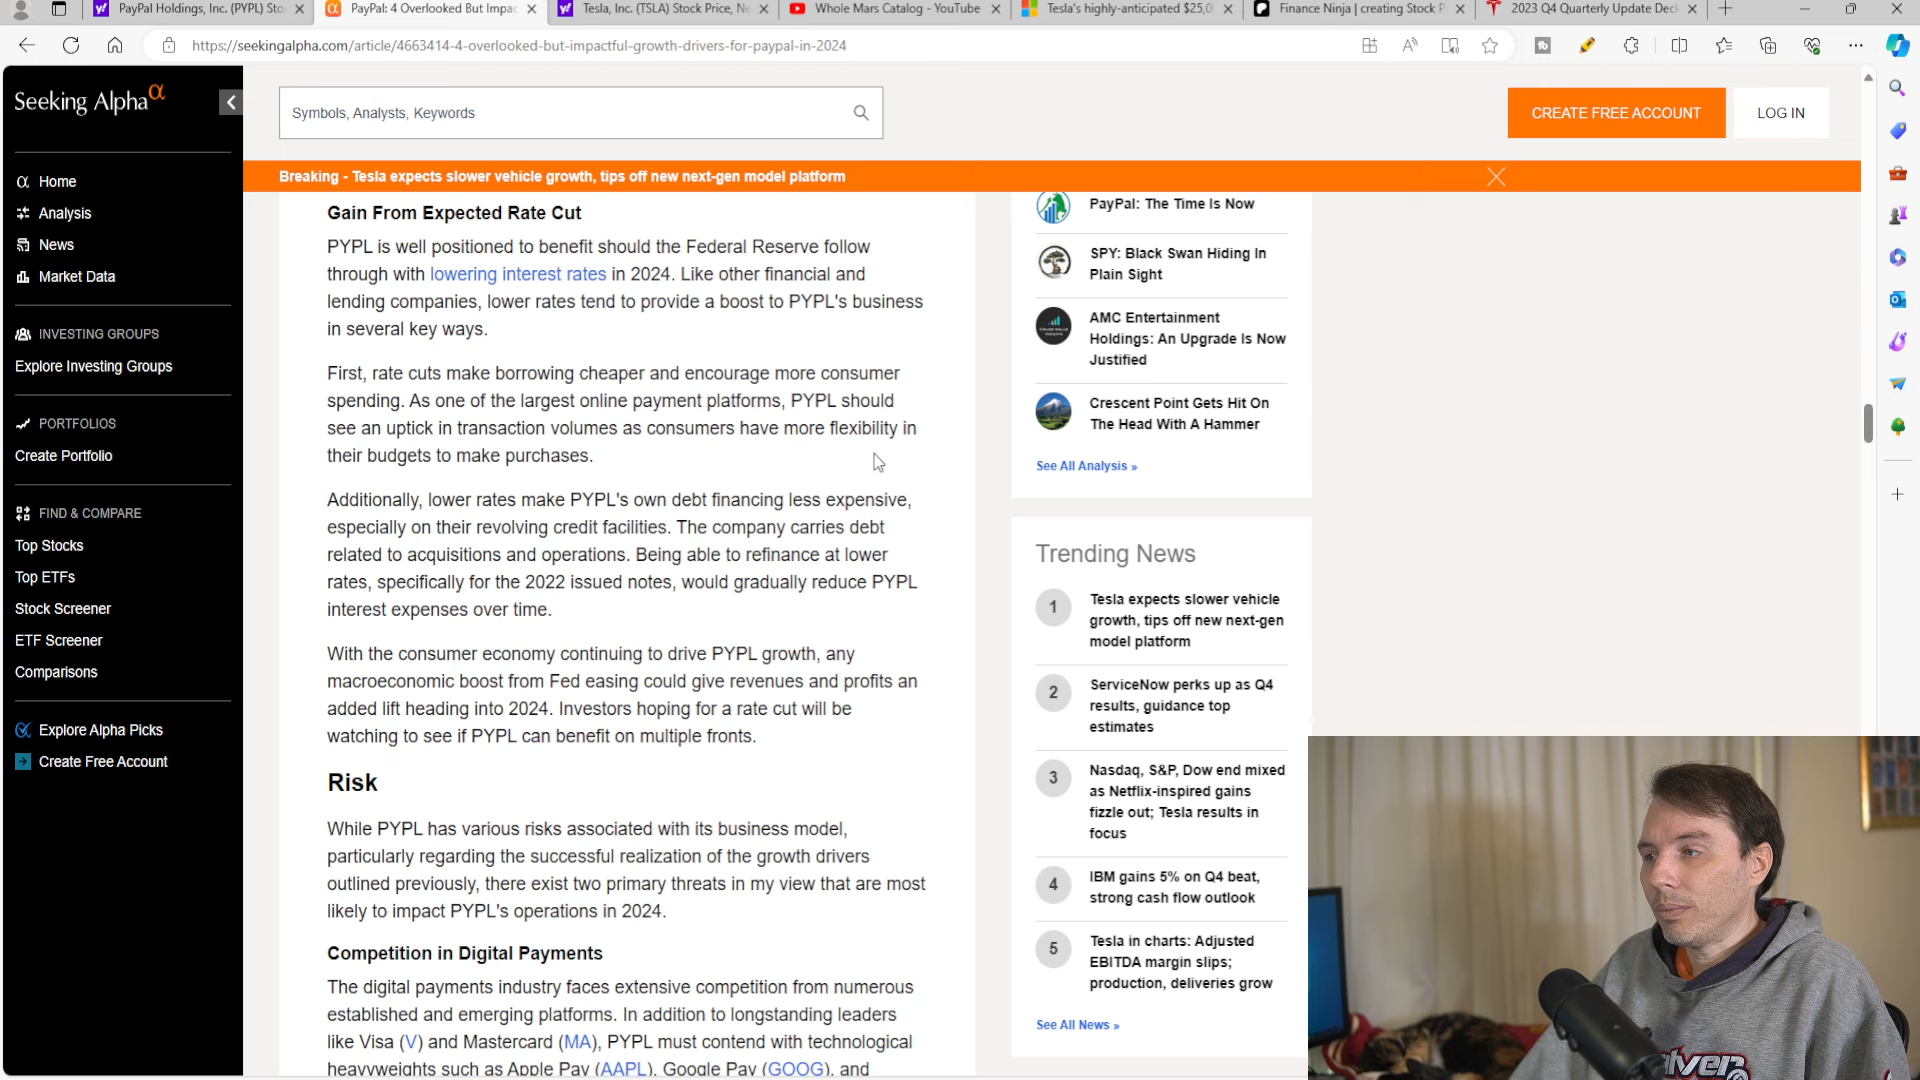 PayPal Holdings, Inc. (PYPL) Sto
PayPal: 4 Overlooked But Impac
Tesla, Inc. (TSLA) Stock Price, Ne
Whole Mars Catalog - YouTube
Tesla's highly-anticipated $25,0
Finance Ninja | creating Stock P
2023 Q4 Quarterly Update Deck
https://seekingalpha.com/article/4663414-4-overlooked-but-impactful-growth-drivers-for-paypal-in-2024
Seeking Alpha α
Symbols, Analysts, Keywords
CREATE FREE ACCOUNT
LOG IN
Breaking - Tesla expects slower vehicle growth, tips off new next-gen model platform
Home
Analysis
News
Market Data
INVESTING GROUPS
Explore Investing Groups
PORTFOLIOS
Create Portfolio
FIND & COMPARE
Top Stocks
Top ETFs
Stock Screener
ETF Screener
Comparisons
Explore Alpha Picks
Create Free Account
Gain From Expected Rate Cut
PYPL is well positioned to benefit should the Federal Reserve follow
through with lowering interest rates in 2024. Like other financial and
lending companies, lower rates tend to provide a boost to PYPL's business
in several key ways.
First, rate cuts make borrowing cheaper and encourage more consumer
spending. As one of the largest online payment platforms, PYPL should
see an uptick in transaction volumes as consumers have more flexibility in
their budgets to make purchases.
Additionally, lower rates make PYPL's own debt financing less expensive,
especially on their revolving credit facilities. The company carries debt
related to acquisitions and operations. Being able to refinance at lower
rates, specifically for the 2022 issued notes, would gradually reduce PYPL
interest expenses over time.
With the consumer economy continuing to drive PYPL growth, any
macroeconomic boost from Fed easing could give revenues and profits an
added lift heading into 2024. Investors hoping for a rate cut will be
watching to see if PYPL can benefit on multiple fronts.
Risk
While PYPL has various risks associated with its business model,
particularly regarding the successful realization of the growth drivers
outlined previously, there exist two primary threats in my view that are most
likely to impact PYPL's operations in 2024.
Competition in Digital Payments
The digital payments industry faces extensive competition from numerous
established and emerging platforms. In addition to longstanding leaders
like Visa (V) and Mastercard (MA), PYPL must contend with technological
heavyweights such as Apple Pay (AAPL), Google Pay (GOOG), and
PayPal: The Time Is Now
SPY: Black Swan Hiding In
Plain Sight
AMC Entertainment
Holdings: An Upgrade Is Now
Justified
Crescent Point Gets Hit On
The Head With A Hammer
See All Analysis »
Trending News
1
Tesla expects slower vehicle
growth, tips off new next-gen
model platform
2
ServiceNow perks up as Q4
results, guidance top
estimates
3
Nasdaq, S&P, Dow end mixed
as Netflix-inspired gains
fizzle out; Tesla results in
focus
4
IBM gains 5% on Q4 beat,
strong cash flow outlook
5
Tesla in charts: Adjusted
EBITDA margin slips;
production, deliveries grow
See All News »